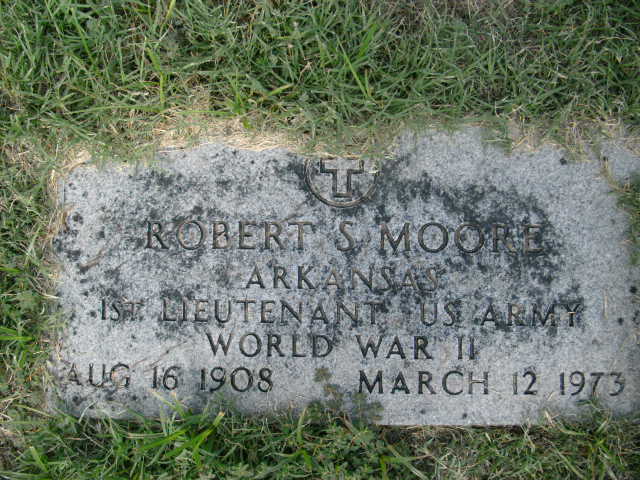 ROBERT S MOORE
ARKANSAS
1ST LIEUTENANT US ARMY
WORLD WAR II
AUG 16 1908 MARCH 12 1973